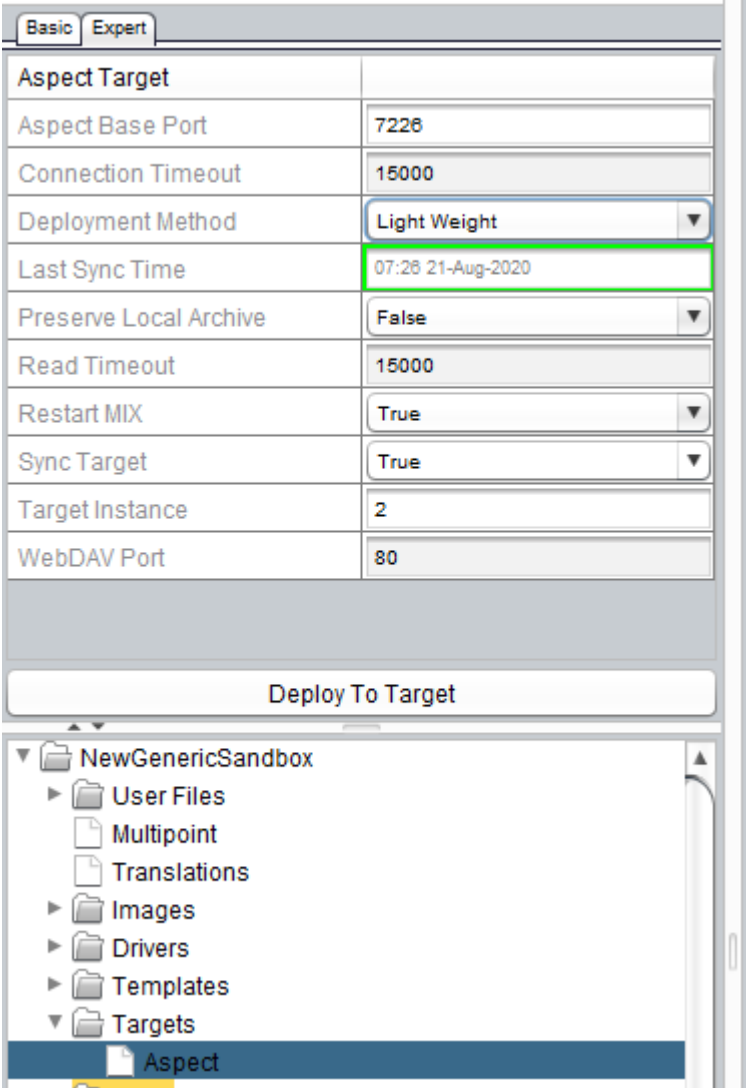 Basic Expert
Aspect Target
Aspect Base Port 7226
Connection Timeout 15000
Deployment Method Light Weight
Last Sync Time 07:26 21-Aug-2020
Preserve Local Archive False
Read Timeout 15000
Restart MIX True
Sync Target True
Target Instance 2
WebDAV Port 80
Deploy To Target
NewGenericSandbox
User Files
Multipoint
Translations
Images
Drivers
Templates
Targets
Aspect